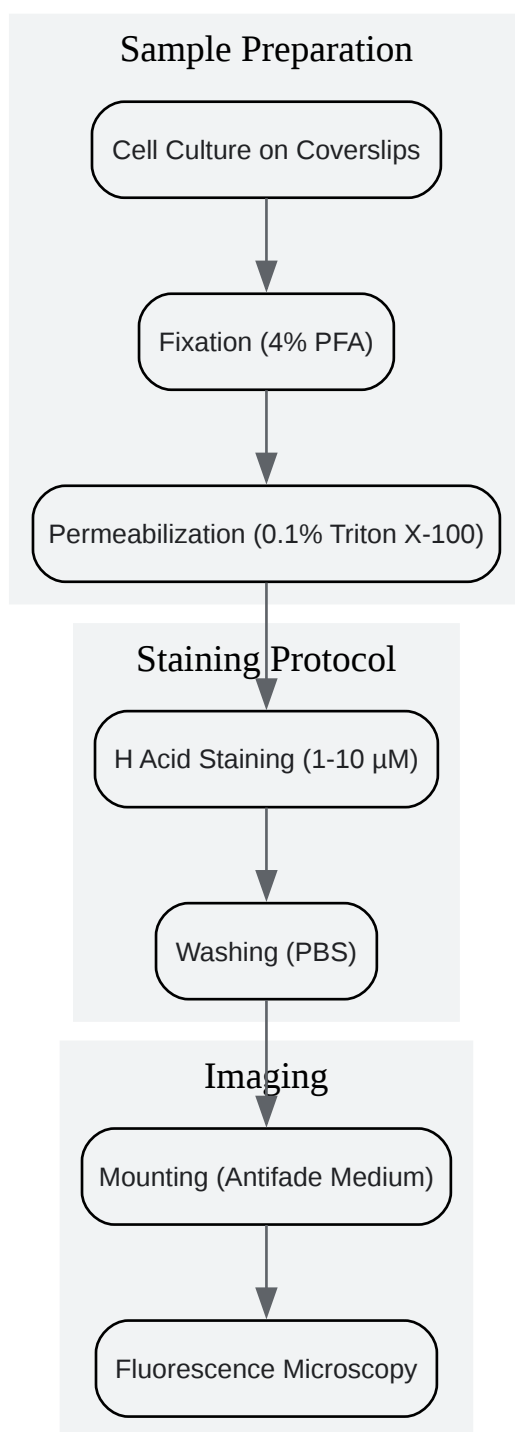 Sample Preparation
Cell Culture on Coverslips
Fixation (4% PFA)
Permeabilization (0.1% Triton X-100)
Staining Protocol
H Acid Staining (1-10 µM)
Washing (PBS)
Imaging
Mounting (Antifade Medium)
Fluorescence Microscopy